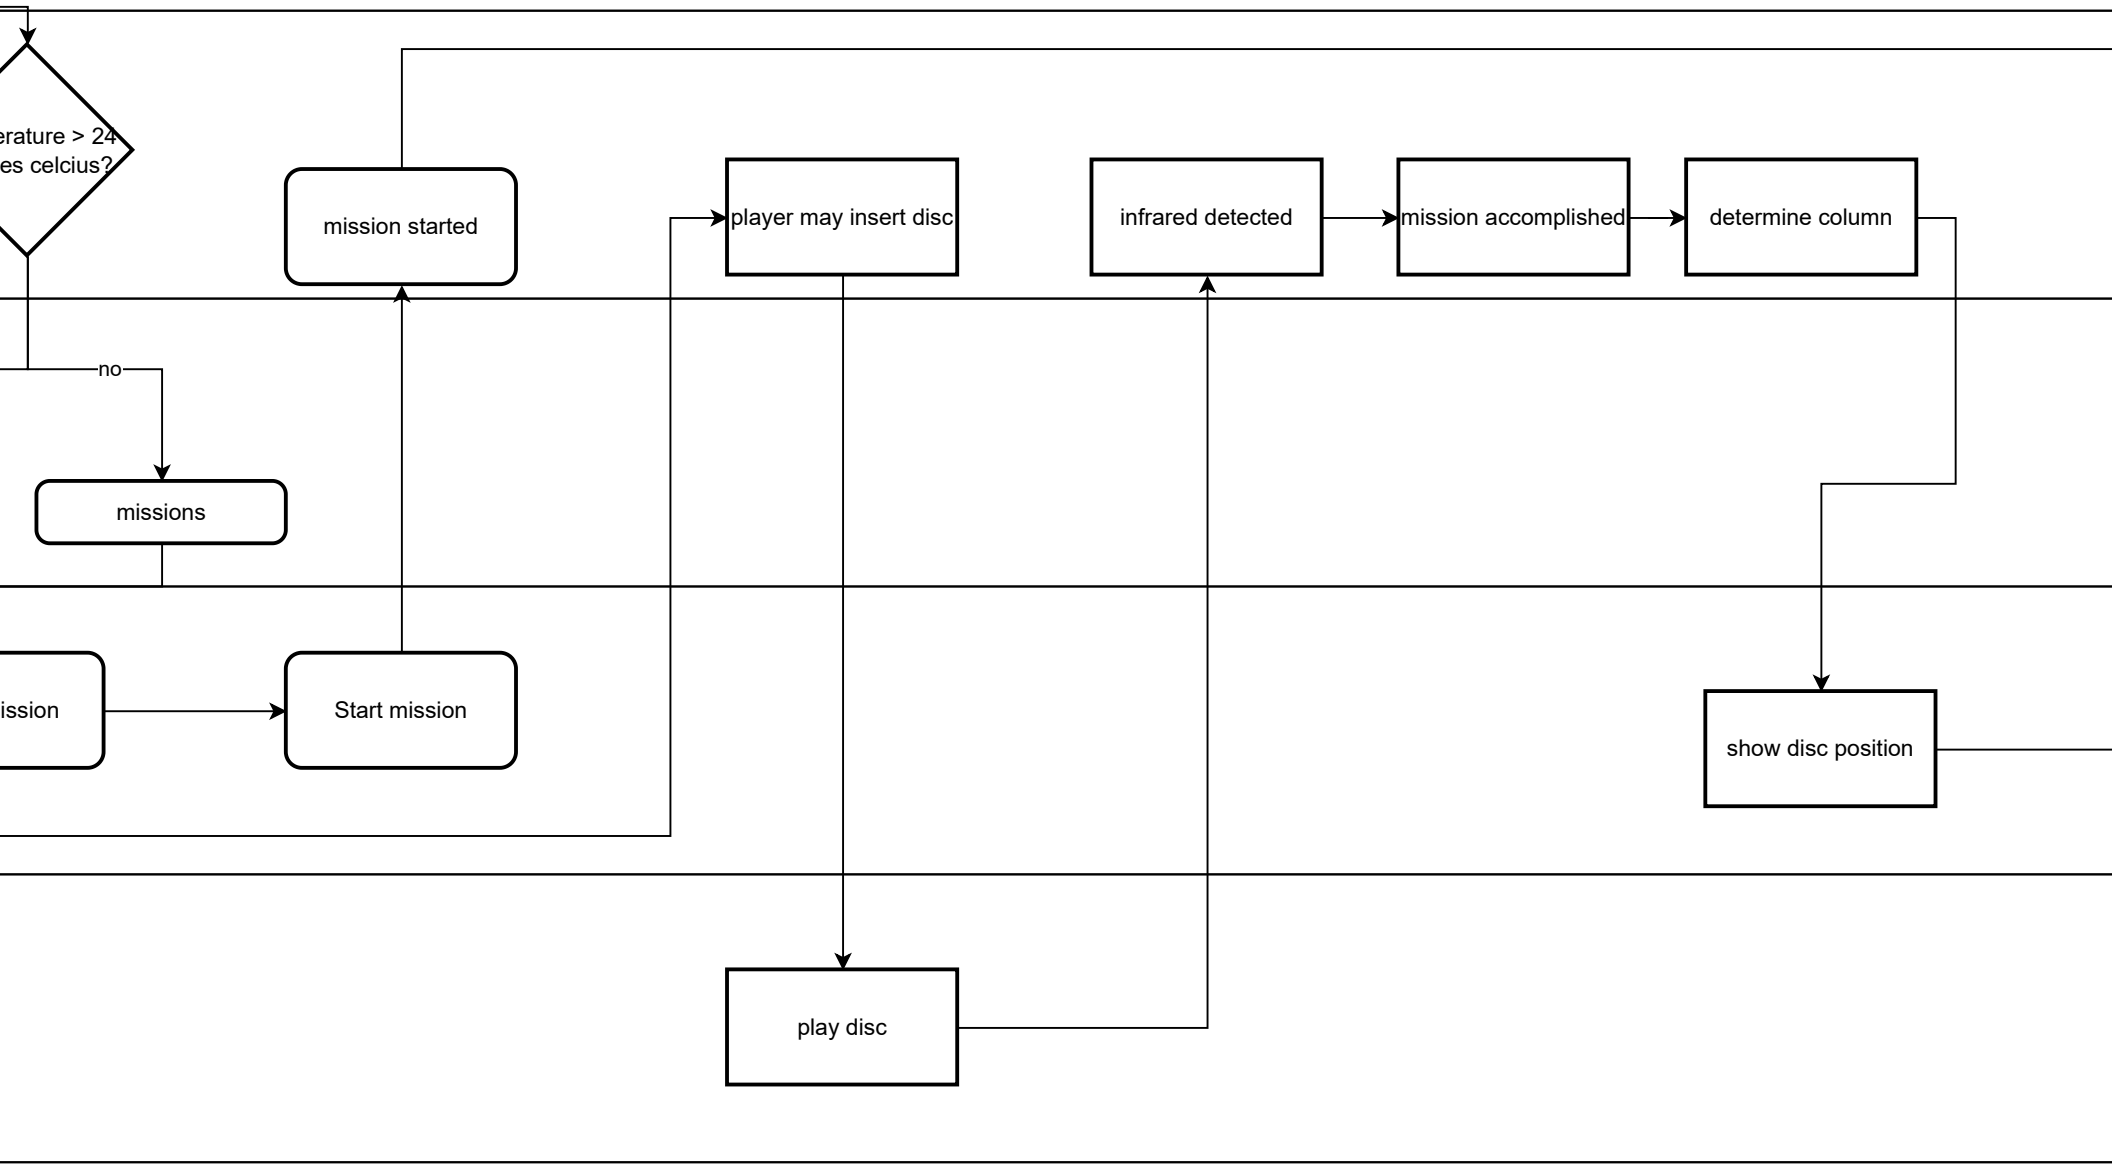 erature > 24
es celcius?
mission started
player may insert disc
infrared detected
mission accomplished
determine column
no
missions
ission
Start mission
show disc position
play disc